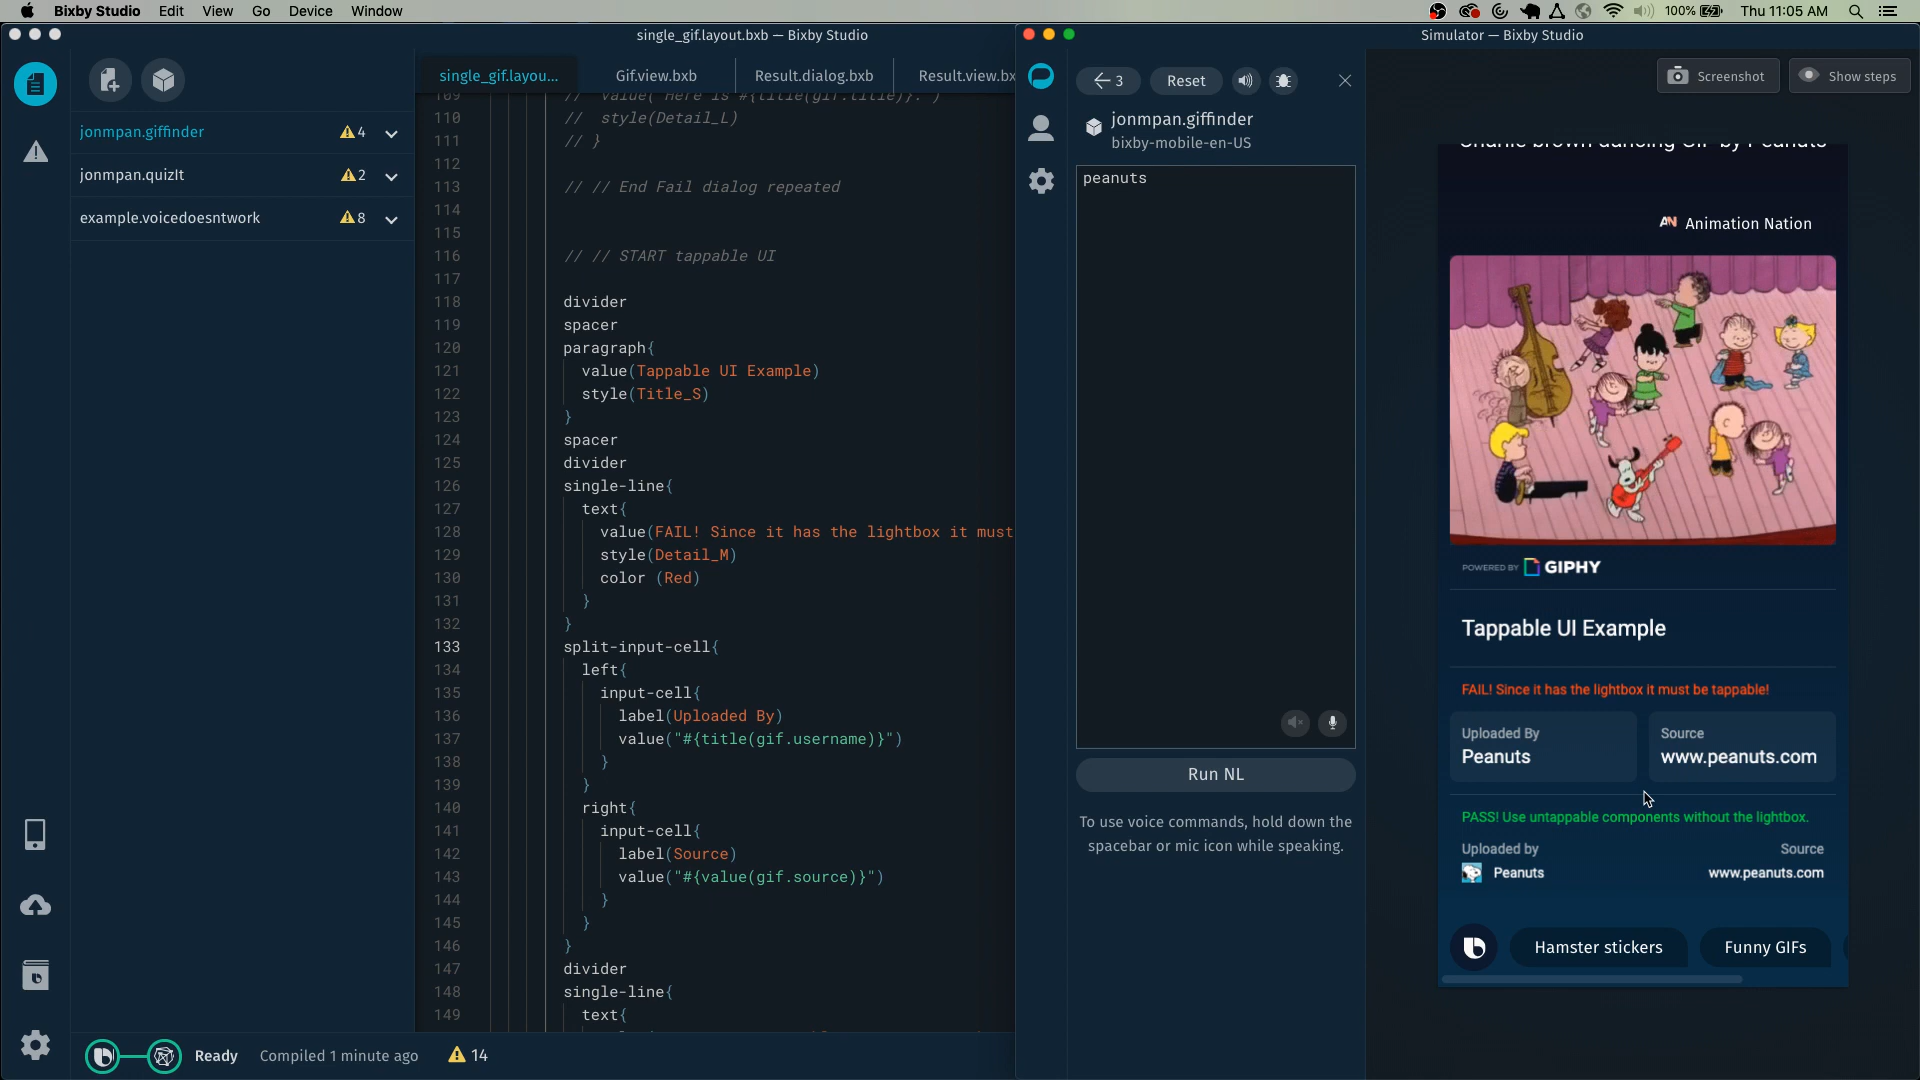 Bixby Studio Edit View Go Device Window
100% Thu 11:05 AM
single_gif.layout.bxb — Bixby Studio
Simulator — Bixby Studio
single_gif.layou...
Gif.view.bxb
Result.dialog.bxb
Result.view.bx
3
Reset
Screenshot
Show steps
jonmpan.giffinder
4
jonmpan.quizIt
2
example.voicedoesntwork
8
109 // value("Here is #{title(gif.title)}.")
110 // style(Detail_L)
111 // }
112
113 // // End Fail dialog repeated
114
115
116 // // START tappable UI
117
118 divider
119 spacer
120 paragraph{
121 value(Tappable UI Example)
122 style(Title_S)
123 }
124 spacer
125 divider
126 single-line{
127 text{
128 value(FAIL! Since it has the lightbox it must
129 style(Detail_M)
130 color (Red)
131 }
132 }
133 split-input-cell{
134 left{
135 input-cell{
136 label(Uploaded By)
137 value("#{title(gif.username)}")
138 }
139 }
140 right{
141 input-cell{
142 label(Source)
143 value("#{value(gif.source)}")
144 }
145 }
146 }
147 divider
148 single-line{
149 text{
jonmpan.giffinder
bixby-mobile-en-US
peanuts
Run NL
To use voice commands, hold down the
spacebar or mic icon while speaking.
Charlie brown dancing GIF by Peanuts
AN Animation Nation
POWERED BY GIPHY
Tappable UI Example
FAIL! Since it has the lightbox it must be tappable!
Uploaded By
Peanuts
Source
www.peanuts.com
PASS! Use untappable components without the lightbox.
Uploaded by
Source
Peanuts
www.peanuts.com
Hamster stickers
Funny GIFs
Ready
Compiled 1 minute ago
14